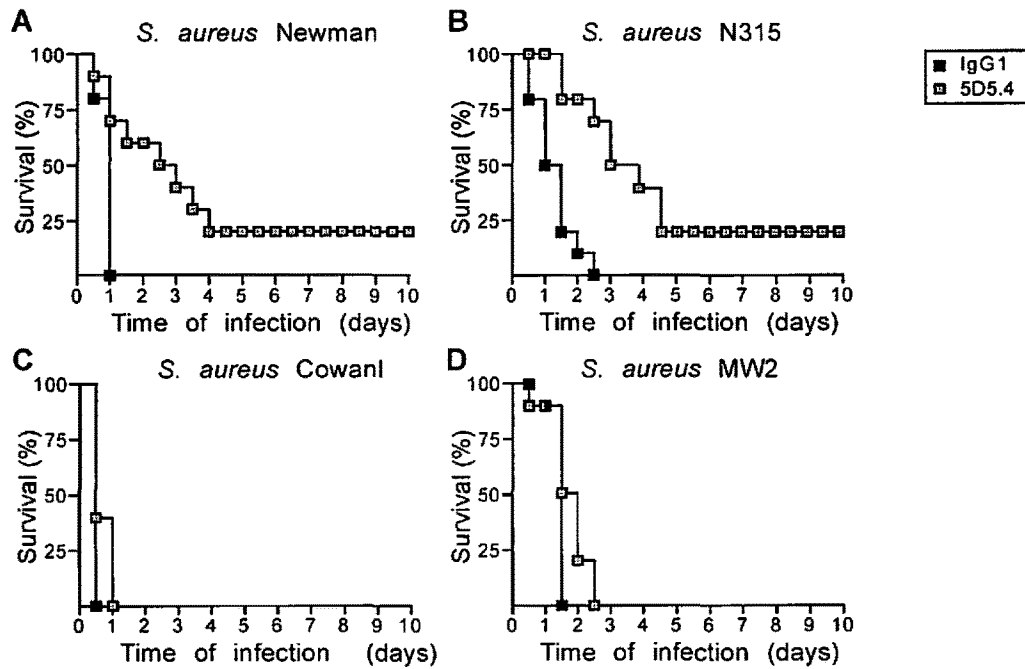 A
S. aureus Newman
100
75
50
25
Survival (%)
0 1 2 3 4 5 6 7 8 9 10
Time of infection (days)
B
S. aureus N315
100
75
50
25
Survival (%)
0 1 2 3 4 5 6 7 8 9 10
Time of infection (days)
IgG1
5D5.4
C
S. aureus CowanI
100
75
50
25
Survival (%)
0 1 2 3 4 5 6 7 8 9 10
Time of infection (days)
D
S. aureus MW2
100
75
50
25
Survival (%)
0 1 2 3 4 5 6 7 8 9 10
Time of infection (days)